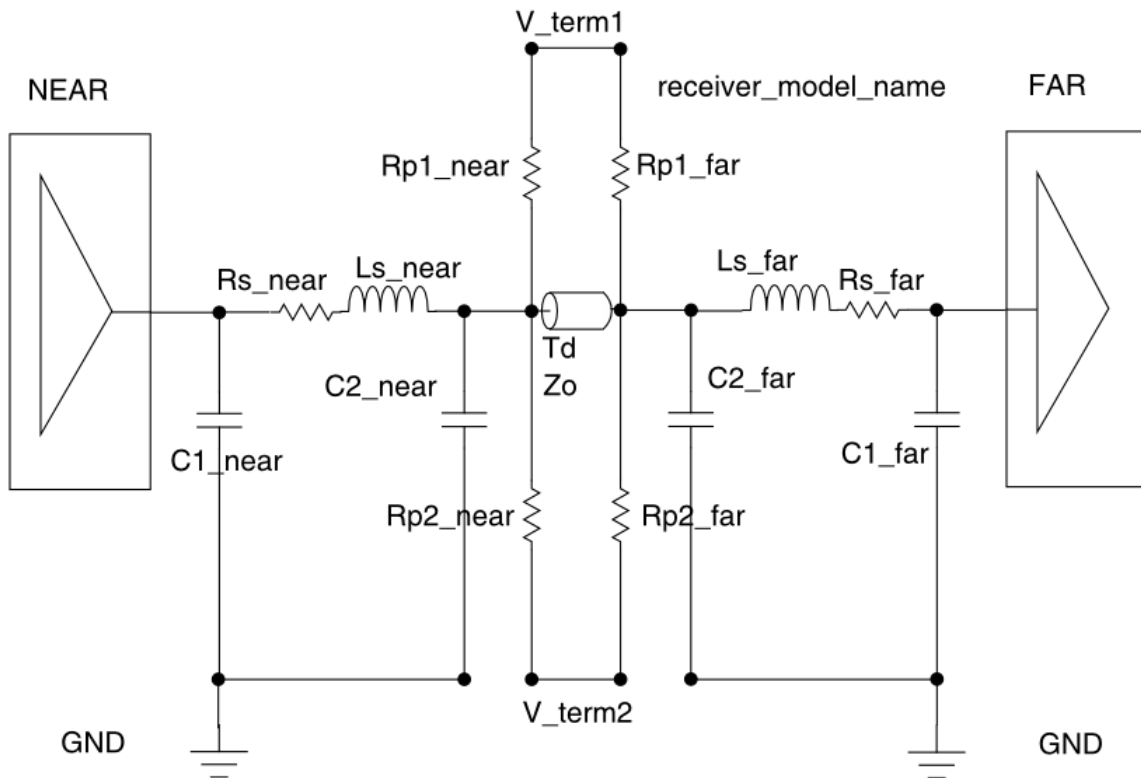 V_term1
NEAR
receiver_model_name
FAR
Rp1_near
Rp1_far
Rs_near
Ls_near
Ls_far
Rs_far
Td
Zo
C2_near
C2_far
C1_near
C1_far
Rp2_near
Rp2_far
V_term2
GND
GND